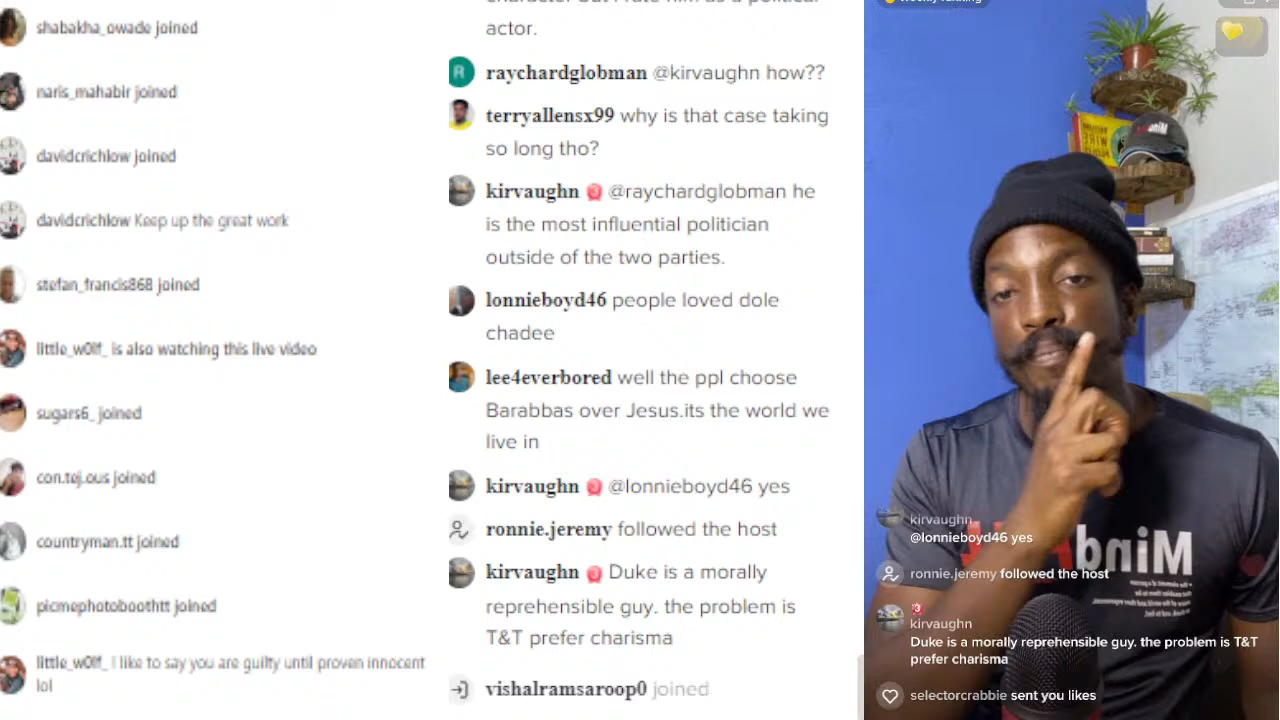 shabakha_owade joined
naris_mahabir joined
davidcrichlow joined
davidcrichlow Keep up the great work
stefan_francis868 joined
little_w0lf_ is also watching this live video
sugars6_ joined
con.tej.ous joined
countryman.tt joined
picmephotoboothtt joined
little_w0lf_ I like to say you are guilty until proven innocent
lol
actor.
R
raychardglobman @kirvaughn how??
terryallensx99 why is that case taking
so long tho?
kirvaughn @raychardglobman he
is the most influential politician
outside of the two parties.
lonnieboyd46 people loved dole
chadee
lee4everbored well the ppl choose
Barabbas over Jesus.its the world we
live in
kirvaughn @lonnieboyd46 yes
ronnie.jeremy followed the host
kirvaughn Duke is a morally
reprehensible guy. the problem is
T&T prefer charisma
vishalramsaroop0 joined
Mind
kirvaughn
@lonnieboyd46 yes
ronnie.jeremy followed the host
3
kirvaughn
Duke is a morally reprehensible guy. the problem is T&T
prefer charisma
selectorcrabbie sent you likes